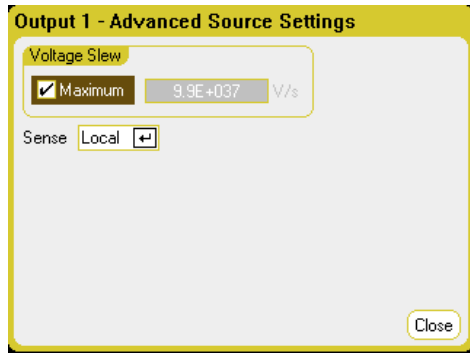 Output 1 - Advanced Source Settings
Voltage Slew
Maximum 9.9E+037 V/s
Sense Local
Close